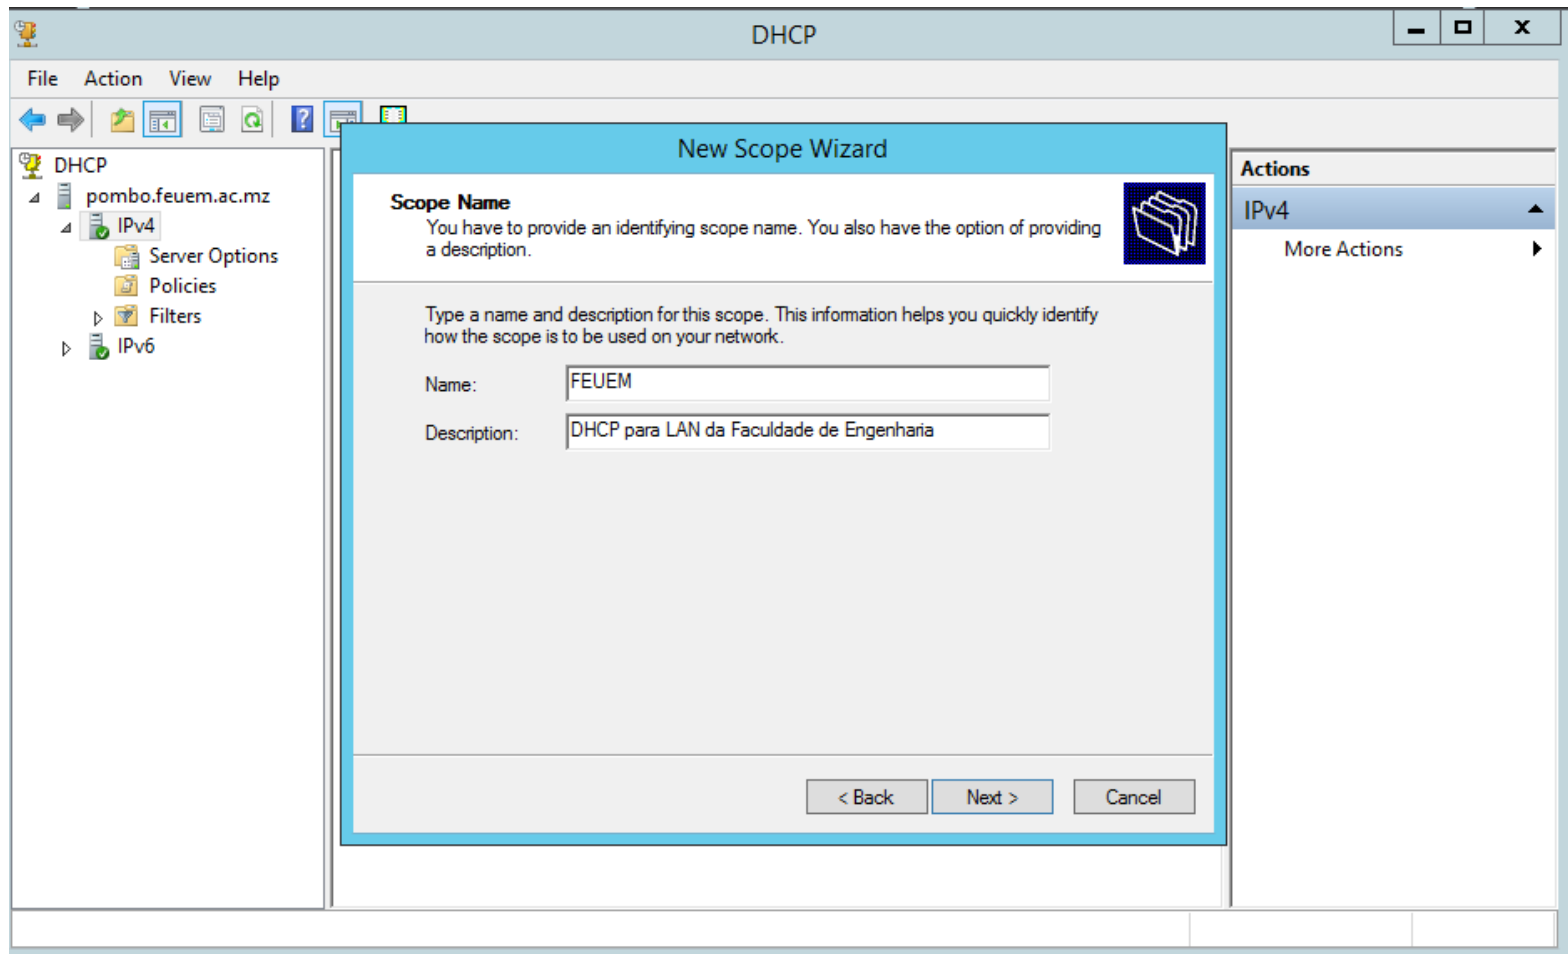 DHCP
File Action View Help
DHCP
pombo.feuem.ac.mz
IPv4
Server Options
Policies
Filters
IPv6
New Scope Wizard
Scope Name
You have to provide an identifying scope name. You also have the option of providing
a description.
Type a name and description for this scope. This information helps you quickly identify
how the scope is to be used on your network.
Name: FEUEM
Description: DHCP para LAN da Faculdade de Engenharia
< Back Next > Cancel
Actions
IPv4
More Actions